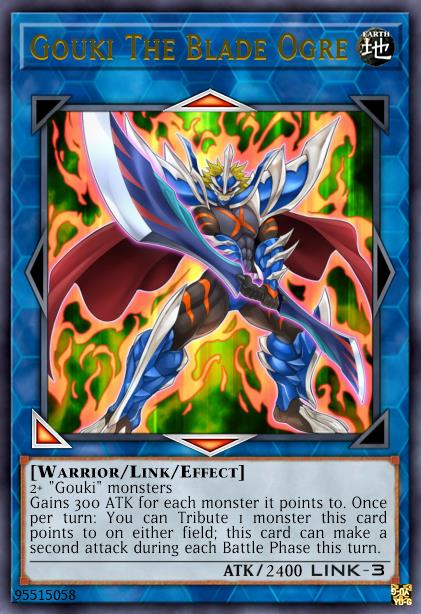 Gouki The Blade Ogre
EARTH
地
[Warrior/Link/Effect]
2+ "Gouki" monsters
Gains 300 ATK for each monster it points to. Once
per turn: You can Tribute 1 monster this card
points to on either field; this card can make a
second attack during each Battle Phase this turn.
ATK/2400 LINK-3
95515058